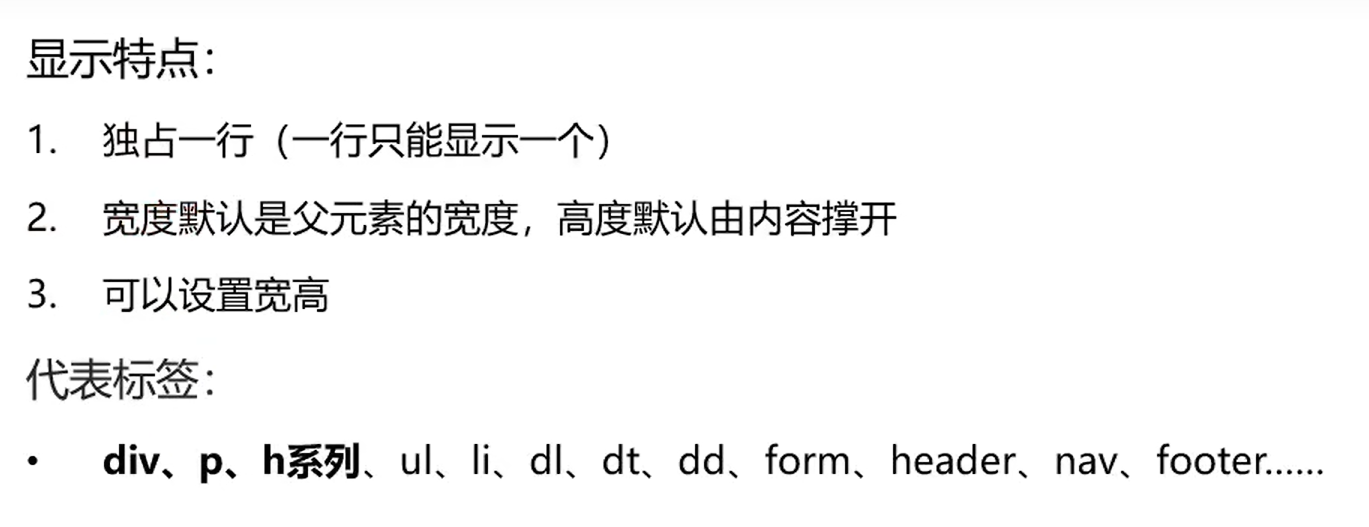 显示特点：
1. 独占一行（一行只能显示一个）
2. 宽度默认是父元素的宽度，高度默认由内容撑开
3. 可以设置宽高
代表标签：
• div、p、h系列、ul、li、dl、dt、dd、form、header、nav、footer……